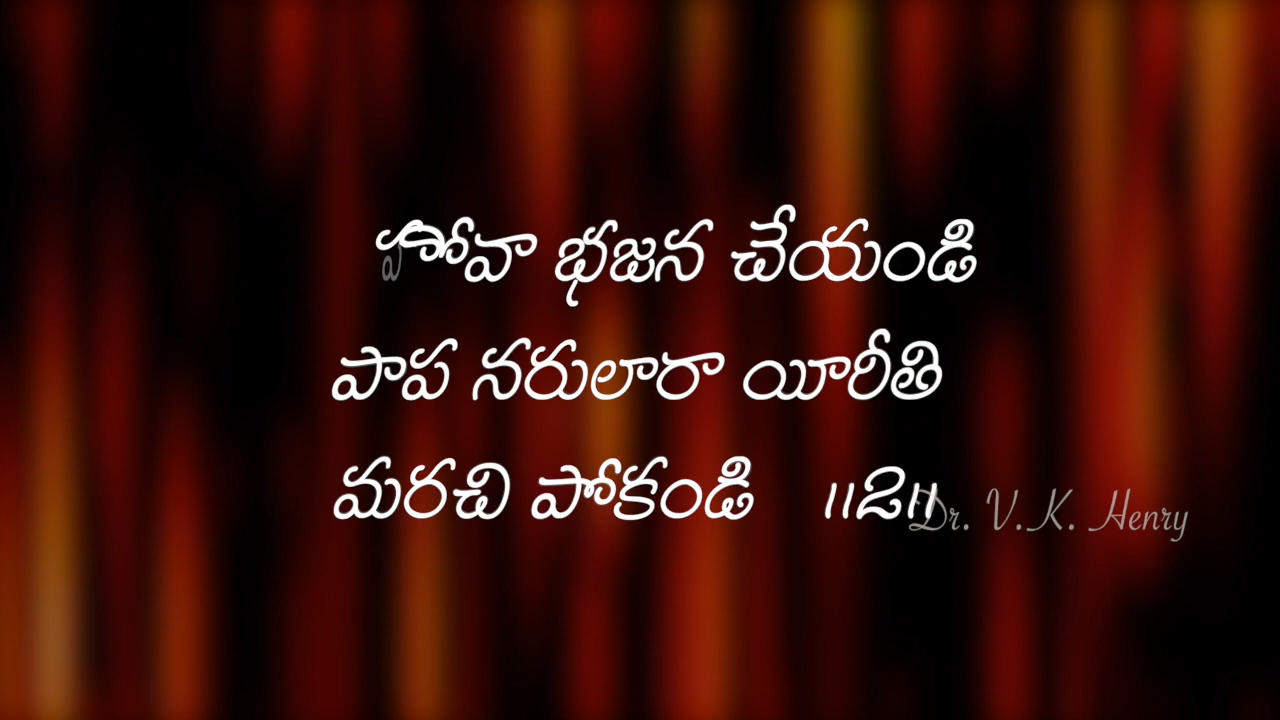 భజన చేయండి
పాప నరులారా యీరీతి
మరచి పోకండి ॥2॥
Dr. V.K. Henry